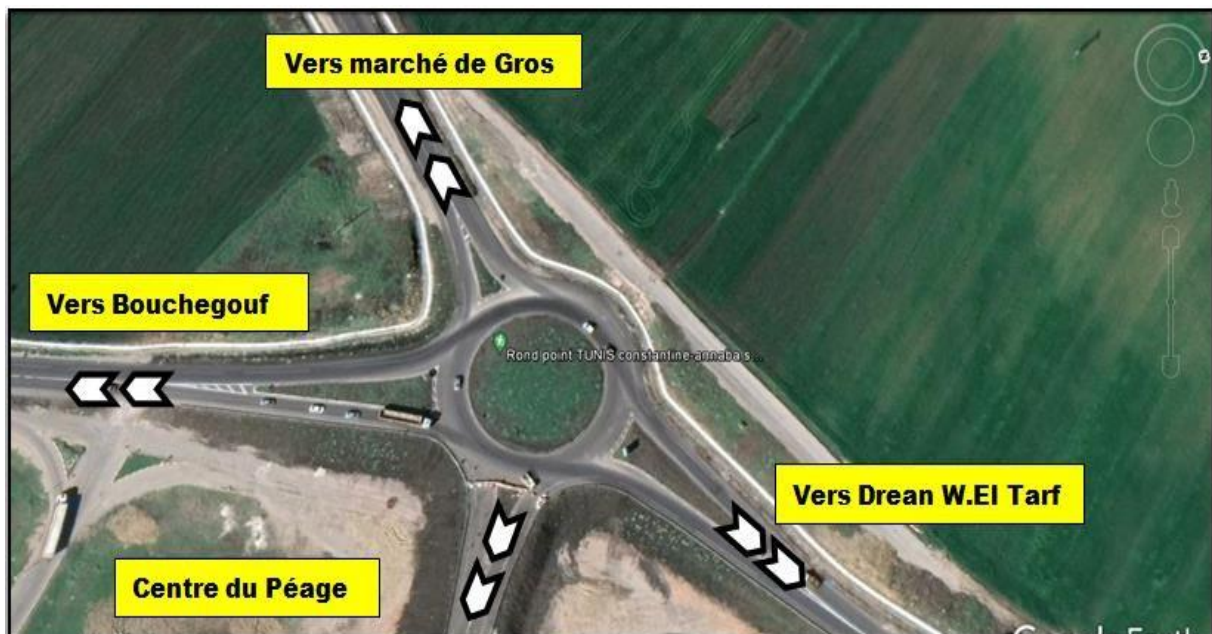 Vers marché de Gros
Vers Bouchegouf
Rond point TUNIS constantine-annaba s ...
Vers Drean W.El Tarf
Centre du Péage